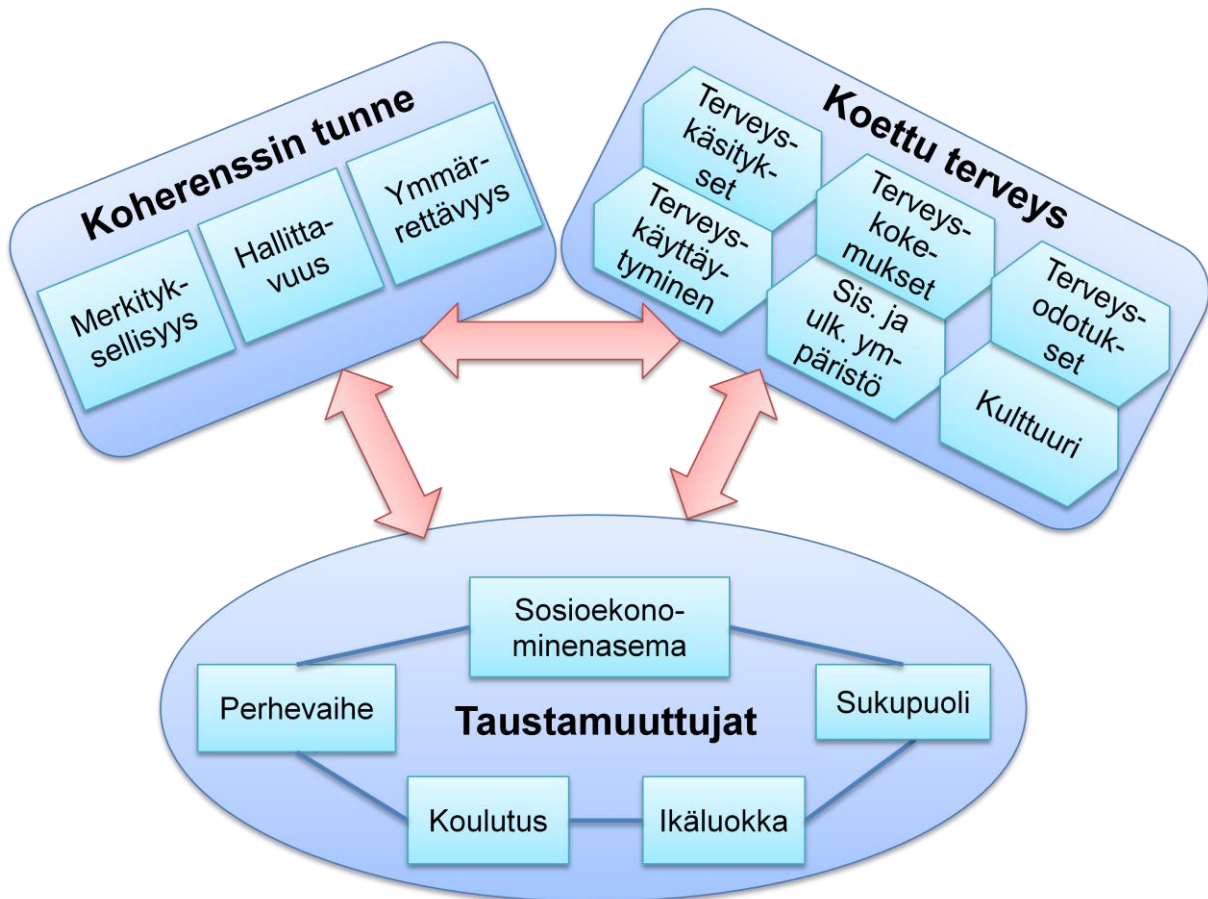 Koherenssin tunne
Merkityk-
sellisyys
Hallitta-
vuus
Ymmär-
rettävyys
Koettu terveys
Terveys-
käsityk-
set
Terveys-
käyttäy-
tyminen
Terveys-
koke-
mukset
Sis. ja
ulk. ym-
päristö
Terveys-
odotuk-
set
Kulttuuri
Sosioekono-
minenasema
Perhevaihe
Taustamuuttujat
Sukupuoli
Koulutus
Ikäluokka